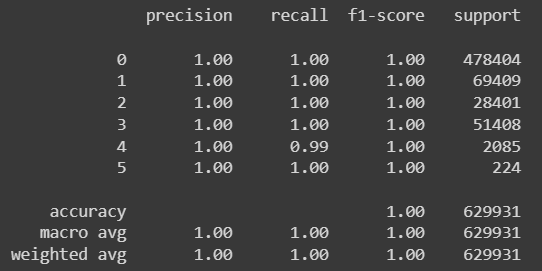 precision recall f1-score support
0 1.00 1.00 1.00 478404
1 1.00 1.00 1.00 69409
2 1.00 1.00 1.00 28401
3 1.00 1.00 1.00 51408
4 1.00 0.99 1.00 2085
5 1.00 1.00 1.00 224
accuracy 1.00 629931
macro avg 1.00 1.00 1.00 629931
weighted avg 1.00 1.00 1.00 629931